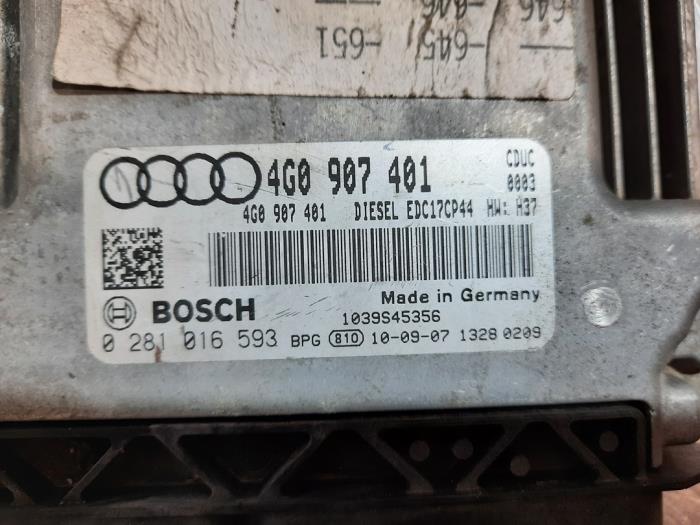 -646
-645 -646
-651
4G0 907 401 CDUC
0003
4G0 907 401 DIESEL EDC17CP44 HW: H37
BOSCH Made in Germany
1039S45356
0 281 016 593 BPG 810 10-09-07 1328 0209